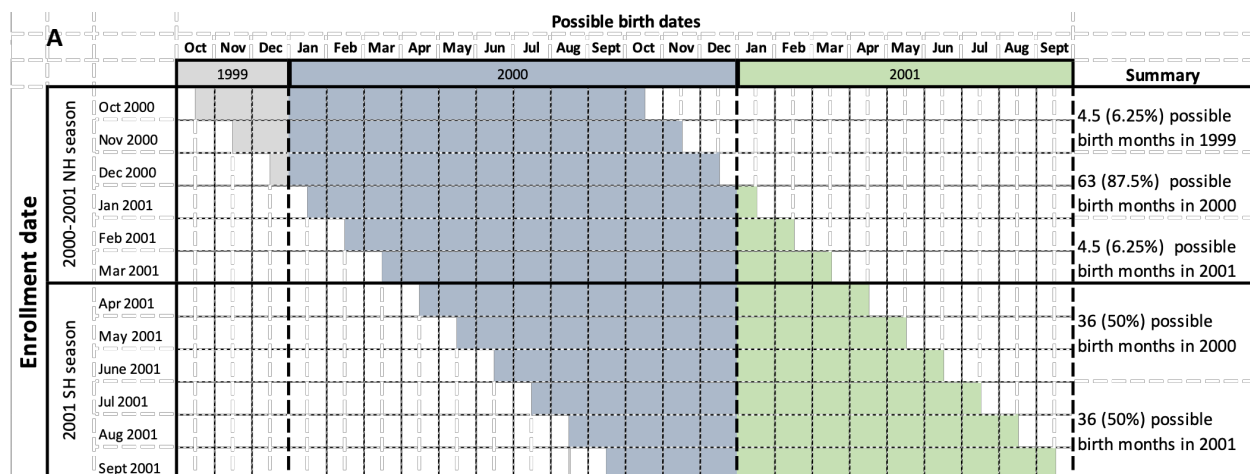 A
Possible birth dates
Oct Nov Dec Jan Feb Mar Apr May Jun Jul Aug Sept Oct Nov Dec Jan Feb Mar Apr May Jun Jul Aug Sept
1999 2000 2001 Summary
Enrollment date
2000-2001 NH season
Oct 2000
Nov 2000
Dec 2000
Jan 2001
Feb 2001
Mar 2001
4.5 (6.25%) possible
birth months in 1999
63 (87.5%) possible
birth months in 2000
4.5 (6.25%) possible
birth months in 2001
2001 SH season
Apr 2001
May 2001
June 2001
Jul 2001
Aug 2001
Sept 2001
36 (50%) possible
birth months in 2000
36 (50%) possible
birth months in 2001